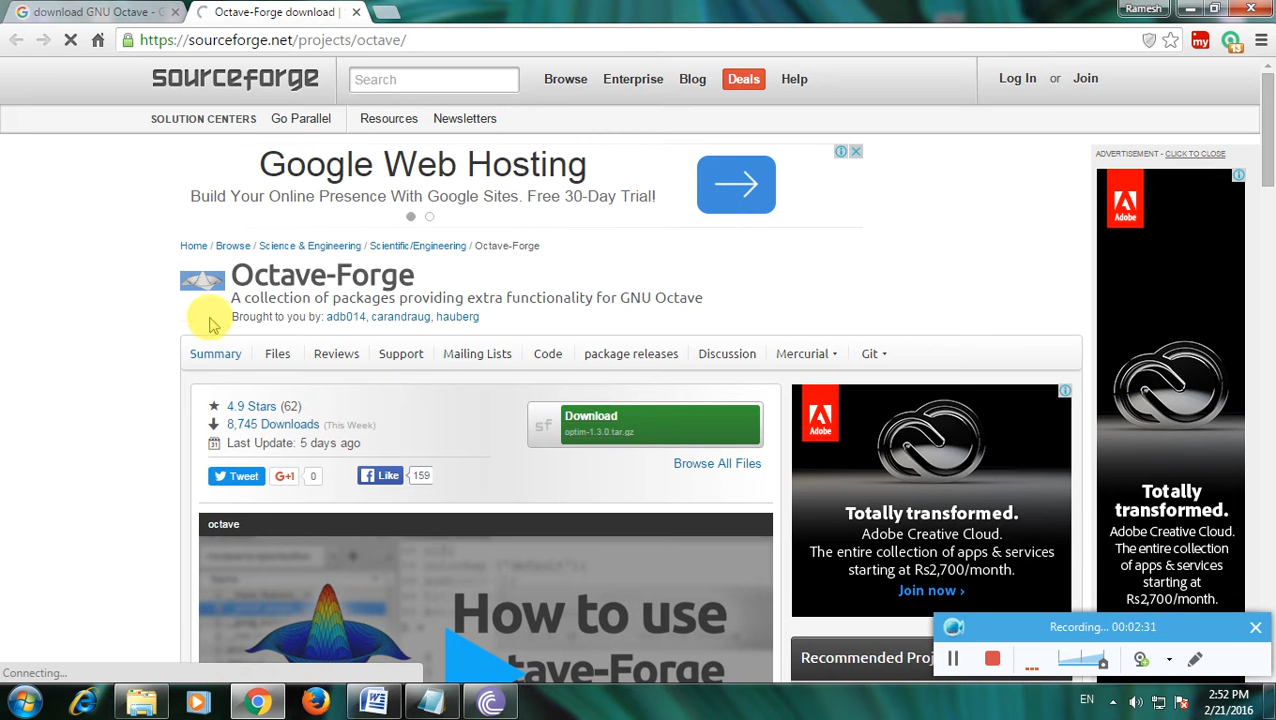 download GNU Octave - G
Octave-Forge download |
Ramesh
https://sourceforge.net/projects/octave/
my
13
sourceforge
Search
Browse
Enterprise
Blog
Deals
Help
Log In or Join
SOLUTION CENTERS
Go Parallel
Resources
Newsletters
Google Web Hosting
Build Your Online Presence With Google Sites. Free 30-Day Trial!
ADVERTISEMENT - CLICK TO CLOSE
Adobe
Home / Browse / Science & Engineering / Scientific/Engineering / Octave-Forge
Octave-Forge
A collection of packages providing extra functionality for GNU Octave
Brought to you by: adb014, carandraug, hauberg
Summary
Files
Reviews
Support
Mailing Lists
Code
package releases
Discussion
Mercurial
Git
4.9 Stars (62)
8,745 Downloads (This Week)
Last Update: 5 days ago
sf
Download
optim-1.3.0.tar.gz
Browse All Files
Tweet
G+1
0
Like
159
octave
How to use
tave-Forge
Adobe
Totally transformed.
Adobe Creative Cloud.
The entire collection of apps & services
starting at Rs2,700/month.
Join now ›
Totally
transformed.
Adobe Creative Cloud.
The entire collection
of apps & services
starting at
Rs2,700/month.
Recommended Proj
Recording... 00:02:31
Connecting...
EN
2:52 PM
2/21/2016